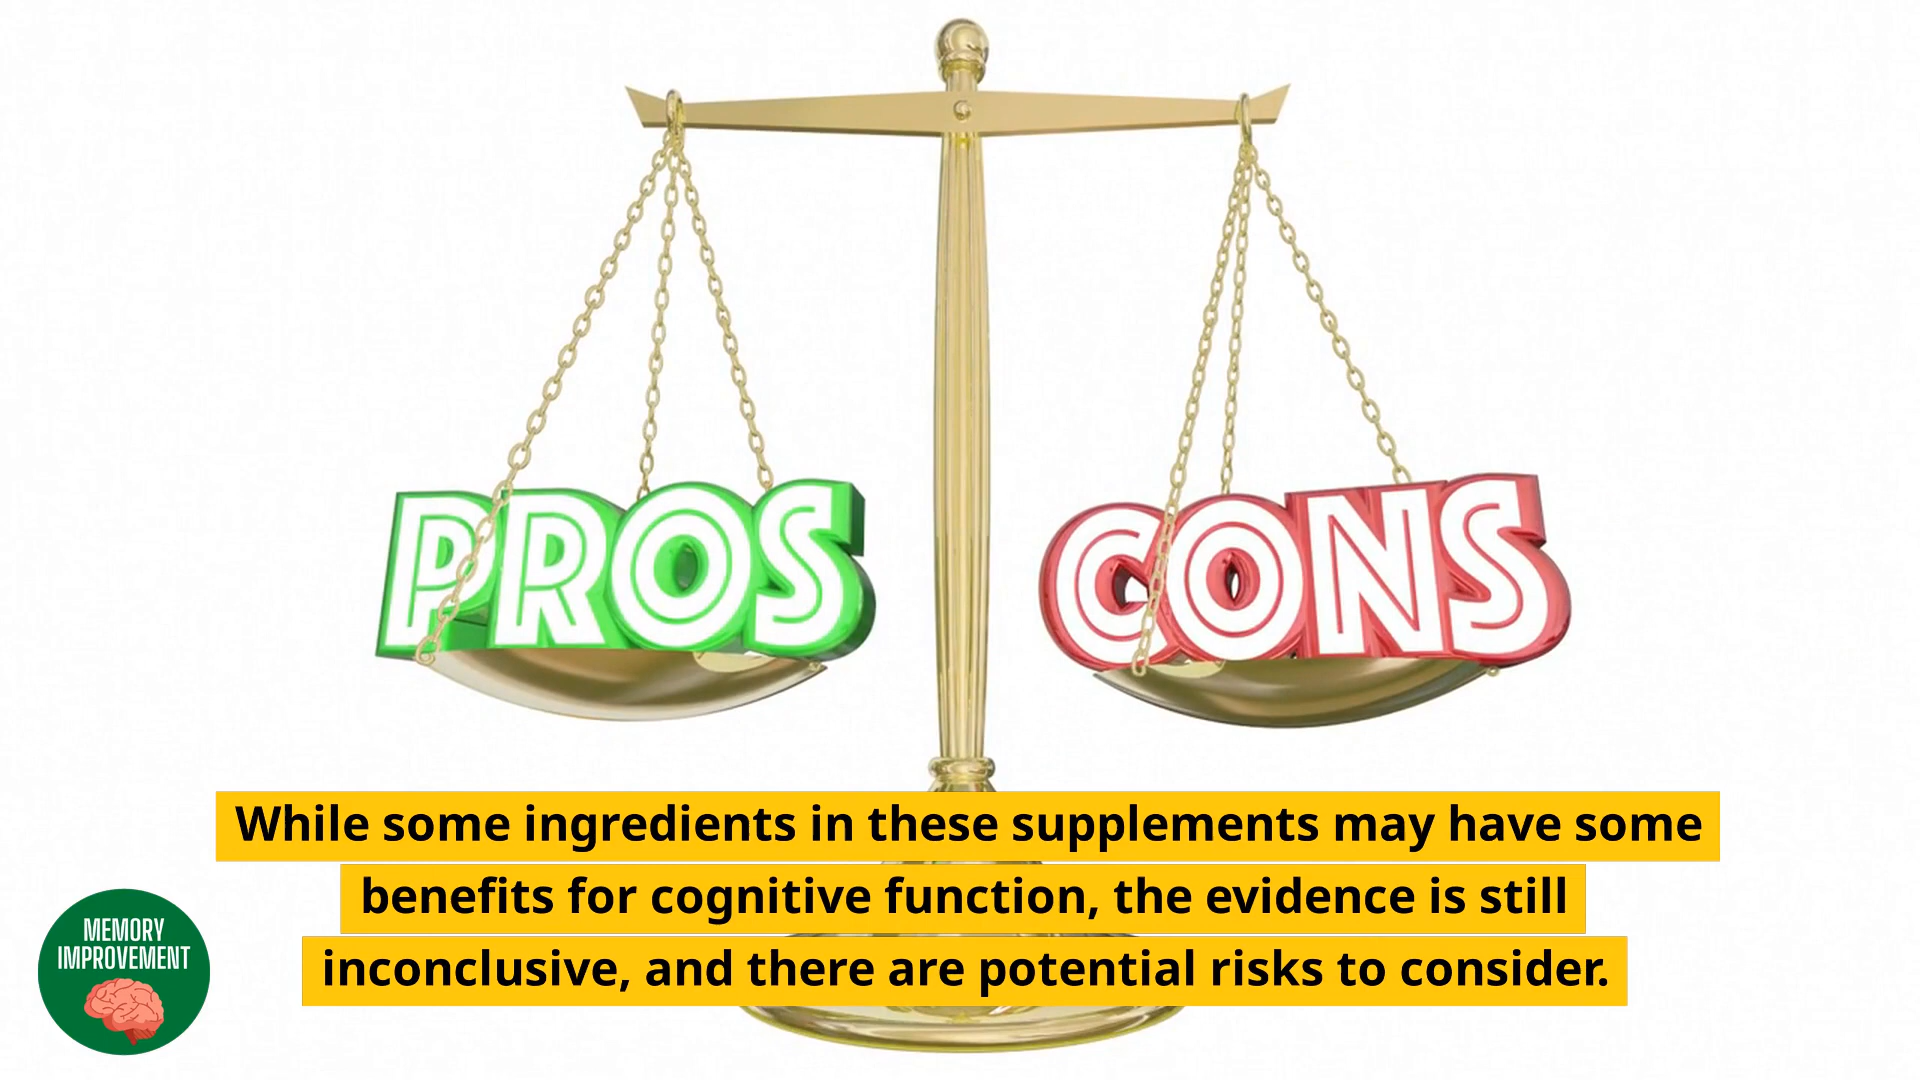 PROS
CONS
While some ingredients in these supplements may have some
benefits for cognitive function, the evidence is still
inconclusive, and there are potential risks to consider.
MEMORY
IMPROVEMENT